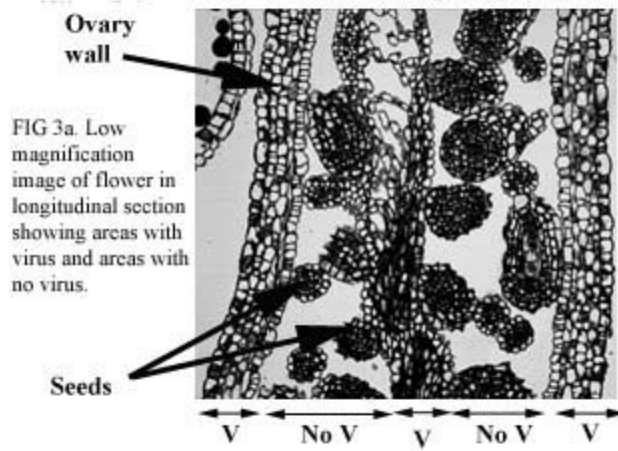 Ovary
wall
FIG 3a. Low
magnification
image of flower in
longitudinal section
showing areas with
virus and areas with
no virus.
Seeds
V No V V No V V